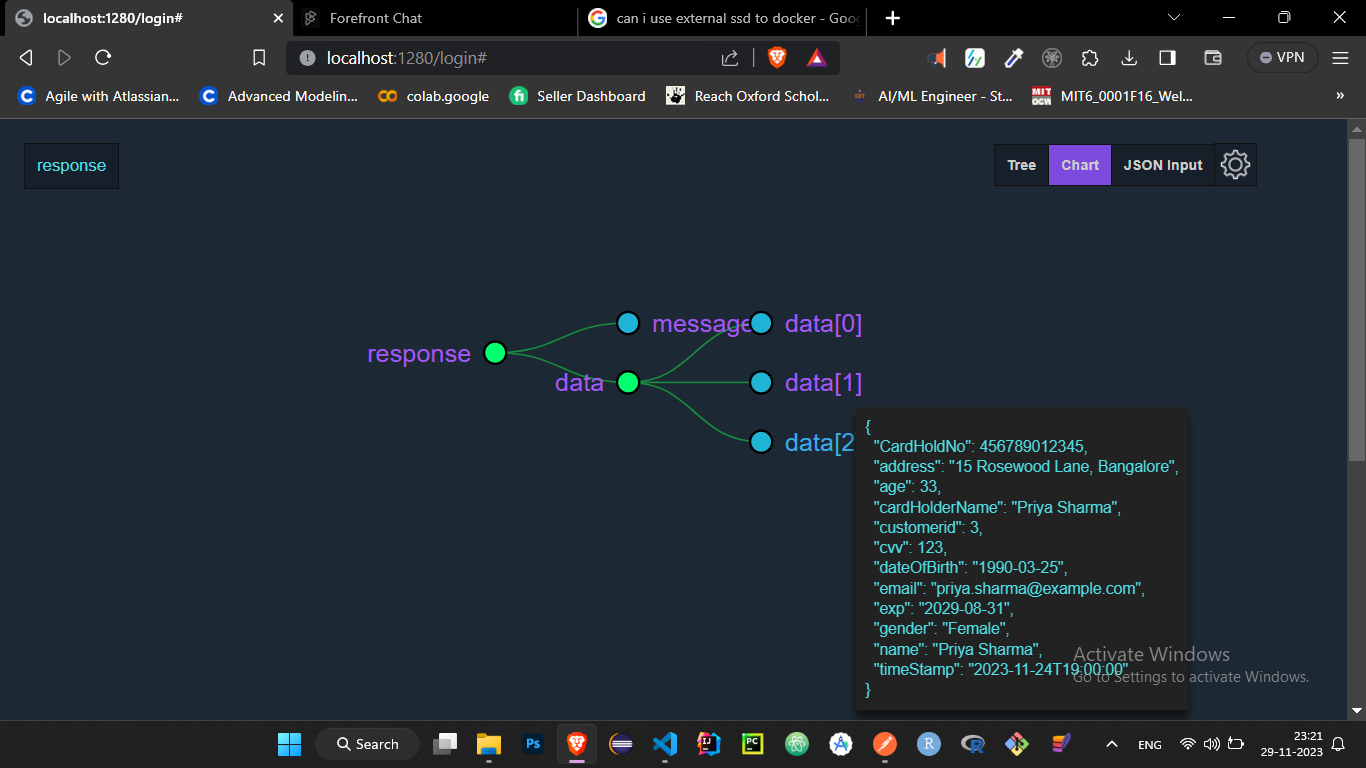 localhost:1280/login#
Forefront Chat
can i use external ssd to docker - Goo
localhost:1280/login#
VPN
Agile with Atlassian...
Advanced Modelin...
colab.google
Seller Dashboard
Reach Oxford Schol...
AI/ML Engineer - St...
MIT OCW
MIT6_0001F16_Wel...
»
response
Tree
Chart
JSON Input
message
data[0]
response
data
data[1]
data[2
{
"CardHoldNo": 456789012345,
"address": "15 Rosewood Lane, Bangalore",
"age": 33,
"cardHolderName": "Priya Sharma",
"customerid": 3,
"cvv": 123,
"dateOfBirth": "1990-03-25",
"email": "priya.sharma@example.com",
"exp": "2029-08-31",
"gender": "Female",
"name": "Priya Sharma",
"timeStamp": "2023-11-24T19:00:00"
}
Activate Windows
Go to Settings to activate Windows.
Search
Ps
IJ
PC
R
R
ENG
23:21
29-11-2023